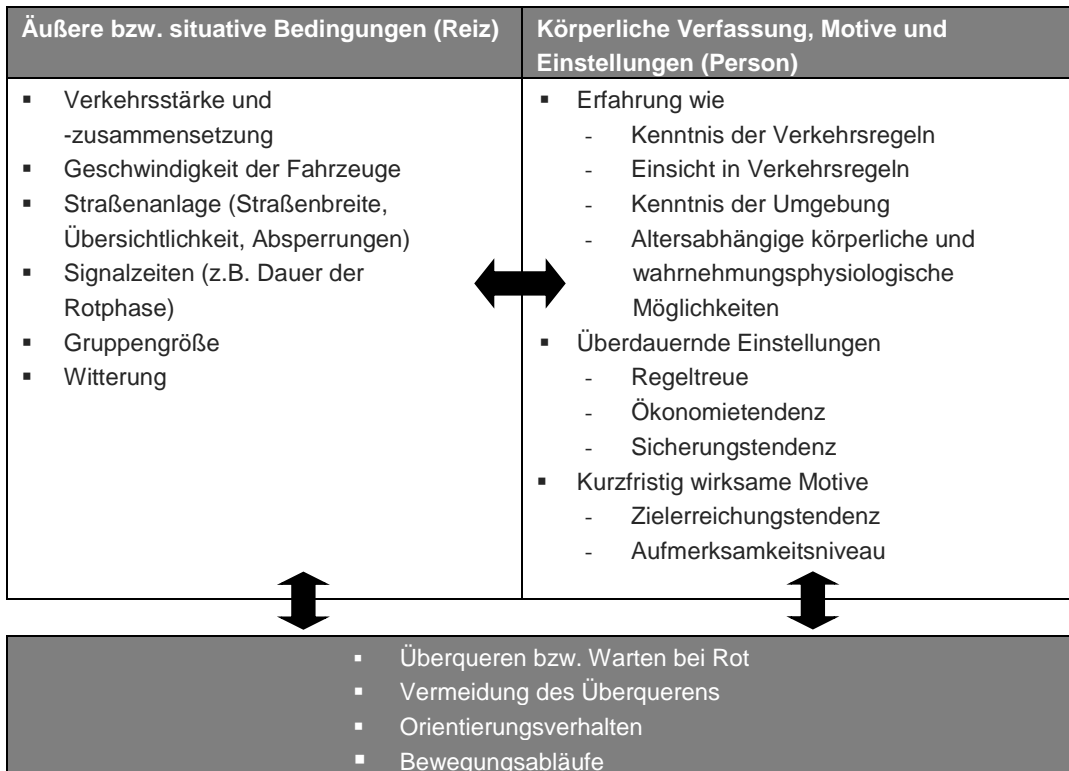 Äußere bzw. situative Bedingungen (Reiz)
Körperliche Verfassung, Motive und
Einstellungen (Person)
▪ Verkehrsstärke und
-zusammensetzung
▪ Geschwindigkeit der Fahrzeuge
▪ Straßenanlage (Straßenbreite,
Übersichtlichkeit, Absperrungen)
▪ Signalzeiten (z.B. Dauer der
Rotphase)
▪ Gruppengröße
▪ Witterung
▪ Erfahrung wie
- Kenntnis der Verkehrsregeln
- Einsicht in Verkehrsregeln
- Kenntnis der Umgebung
- Altersabhängige körperliche und
wahrnehmungsphysiologische
Möglichkeiten
▪ Überdauernde Einstellungen
- Regeltreue
- Ökonomietendenz
- Sicherungstendenz
▪ Kurzfristig wirksame Motive
- Zielerreichungstendenz
- Aufmerksamkeitsniveau
▪ Überqueren bzw. Warten bei Rot
▪ Vermeidung des Überquerens
▪ Orientierungsverhalten
▪ Bewegungsabläufe